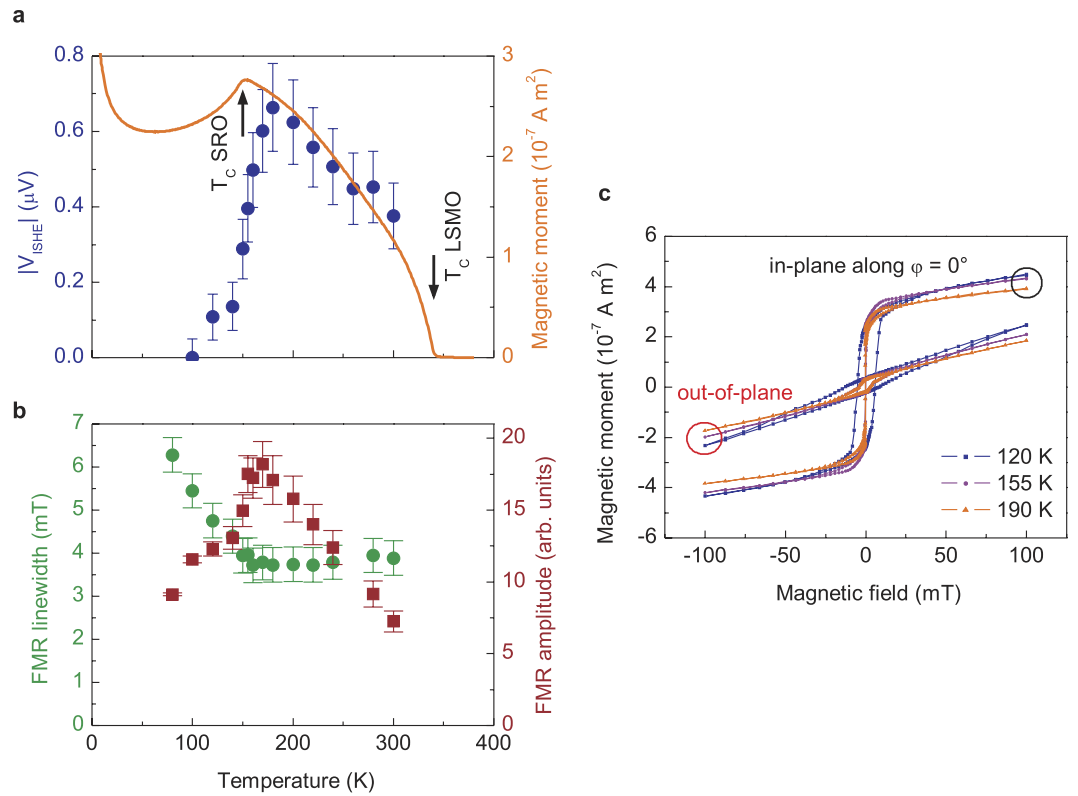 a
0.8
0.6
0.4
0.2
0.0
|V_ISHE| (μV)
T_C SRO
T_C LSMO
3
2
1
0
Magnetic moment (10⁻⁷ A m²)
b
7
6
5
4
3
2
1
0
FMR linewidth (mT)
20
15
10
5
0
FMR amplitude (arb. units)
0
100
200
300
400
Temperature (K)
c
6
4
2
0
-2
-4
-6
Magnetic moment (10⁻⁷ A m²)
in-plane along φ = 0°
out-of-plane
120 K
155 K
190 K
-100
-50
0
50
100
Magnetic field (mT)